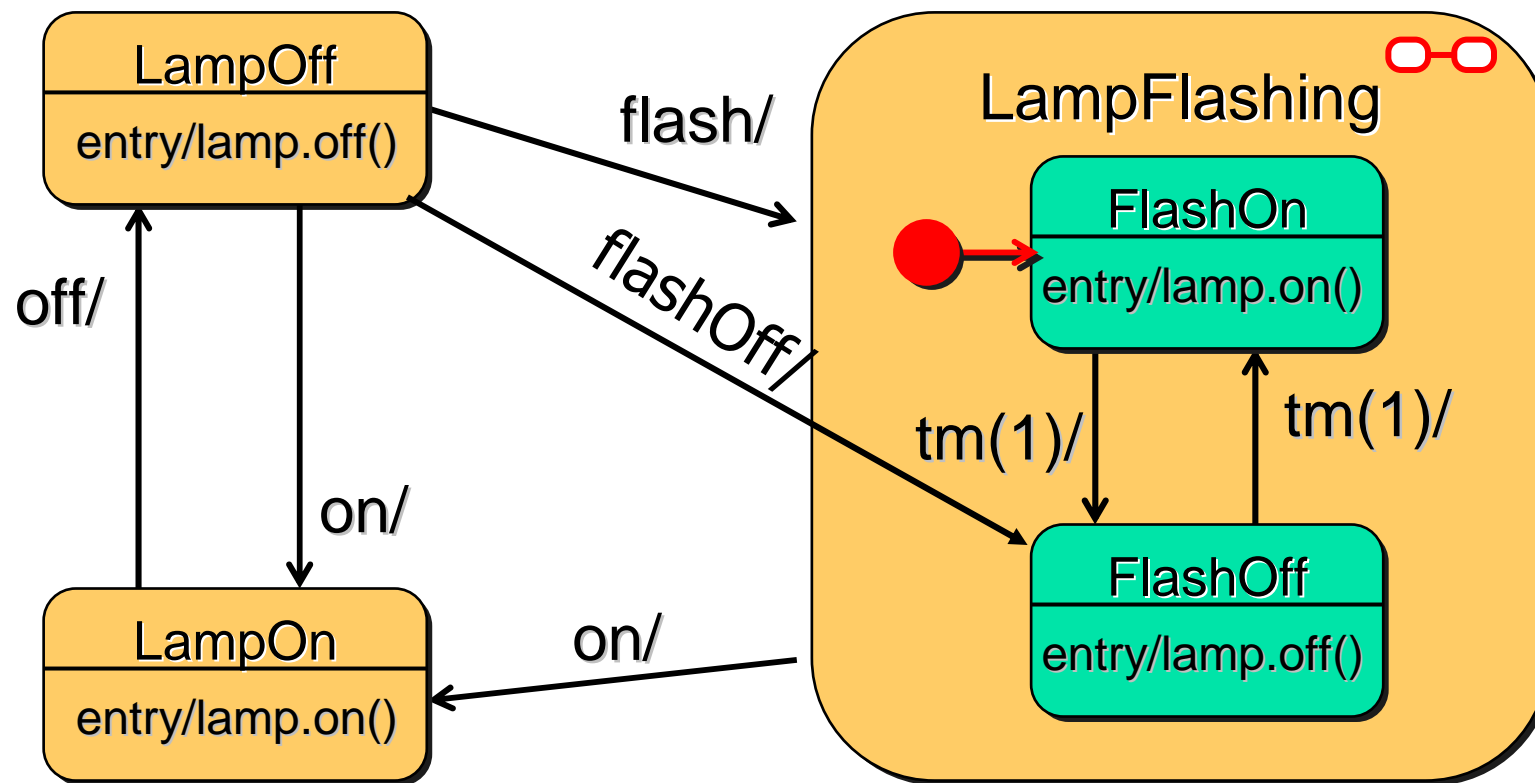 LampOff
entry/lamp.off()
flash/
LampFlashing
FlashOn
entry/lamp.on()
flashOff/
off/
tm(1)/
tm(1)/
on/
FlashOff
entry/lamp.off()
LampOn
entry/lamp.on()
on/